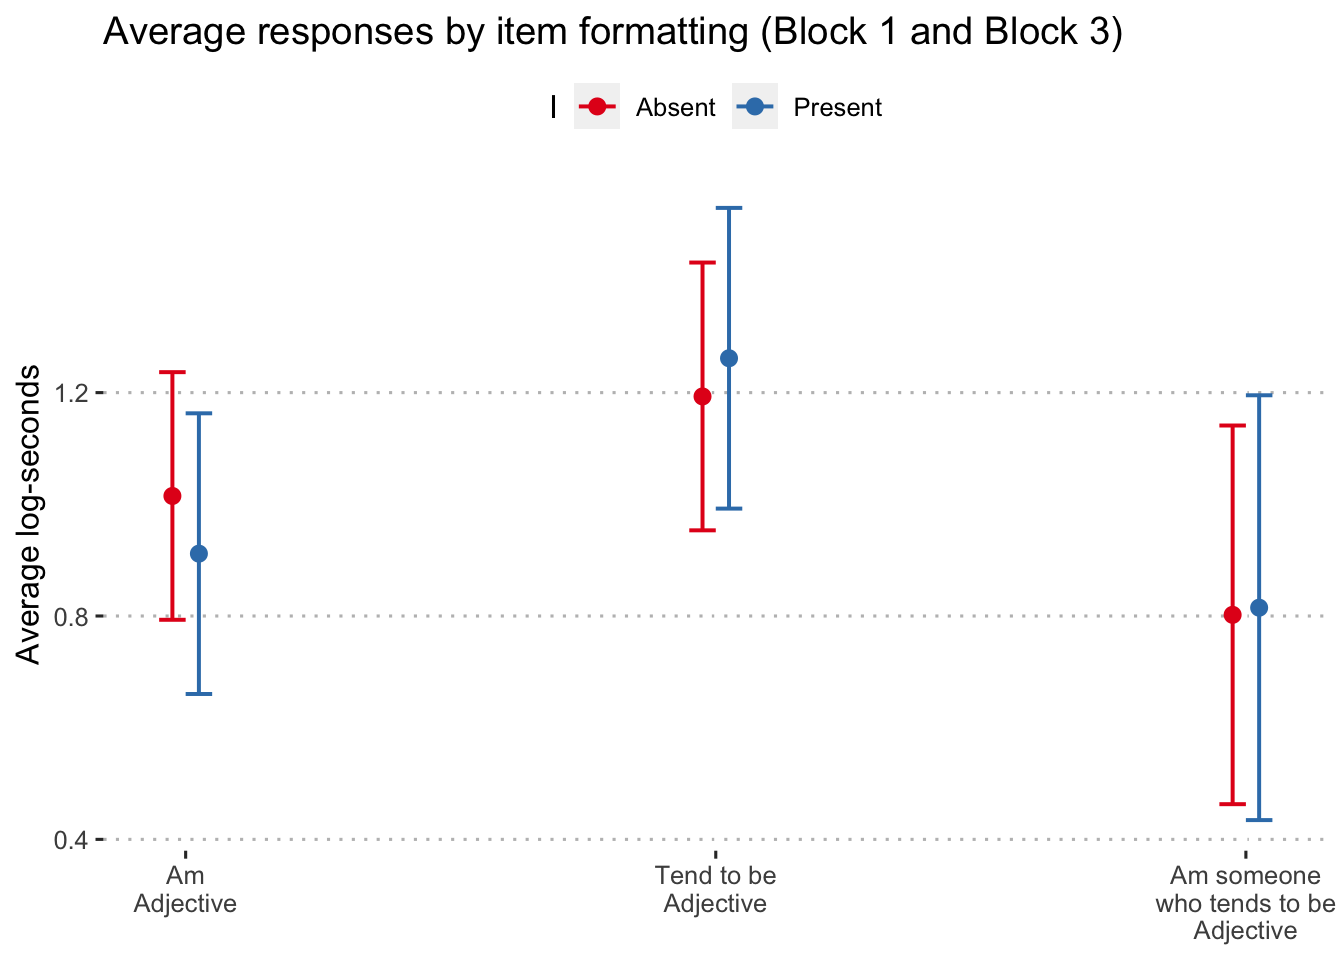 Average responses by item formatting (Block 1 and Block 3)
I Absent Present
Average log-seconds
1.2
0.8
0.4
Am
Adjective
Tend to be
Adjective
Am someone
who tends to be
Adjective